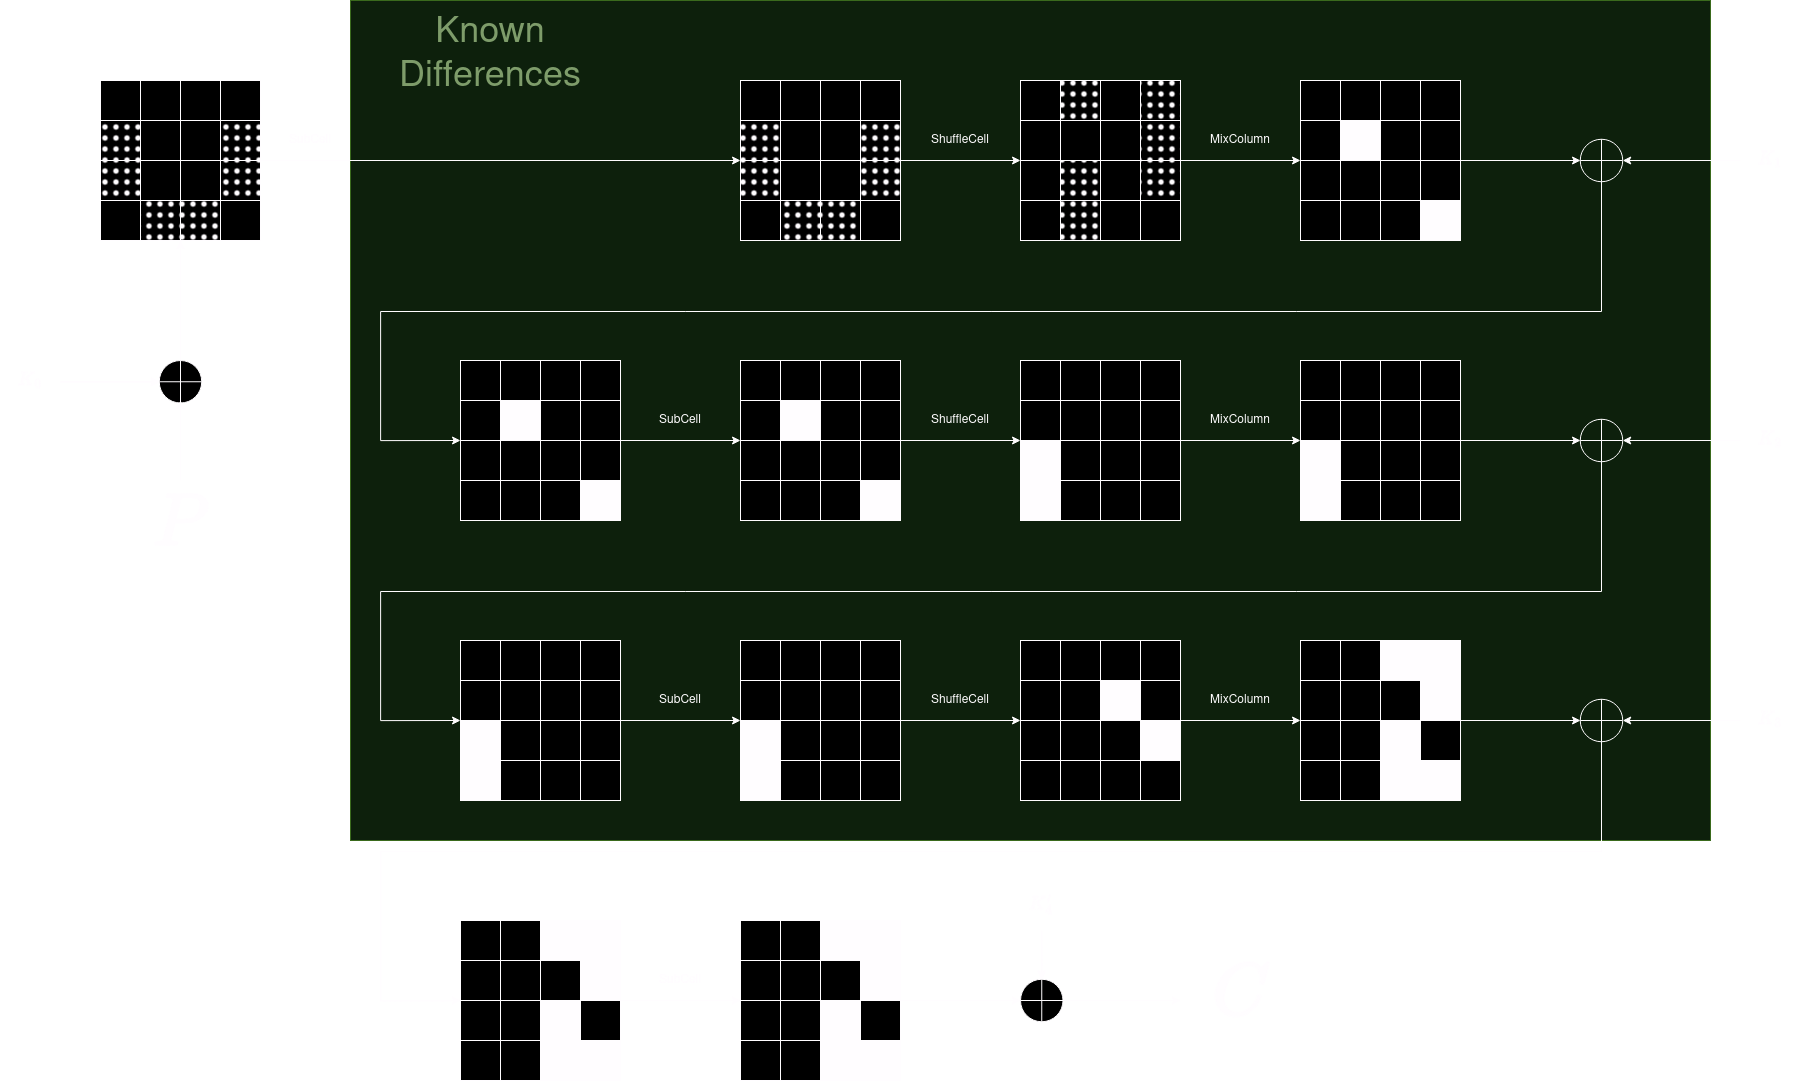 Known
Differences
ShuffleCell
MixColumn
SubCell
ShuffleCell
MixColumn
SubCell
ShuffleCell
MixColumn